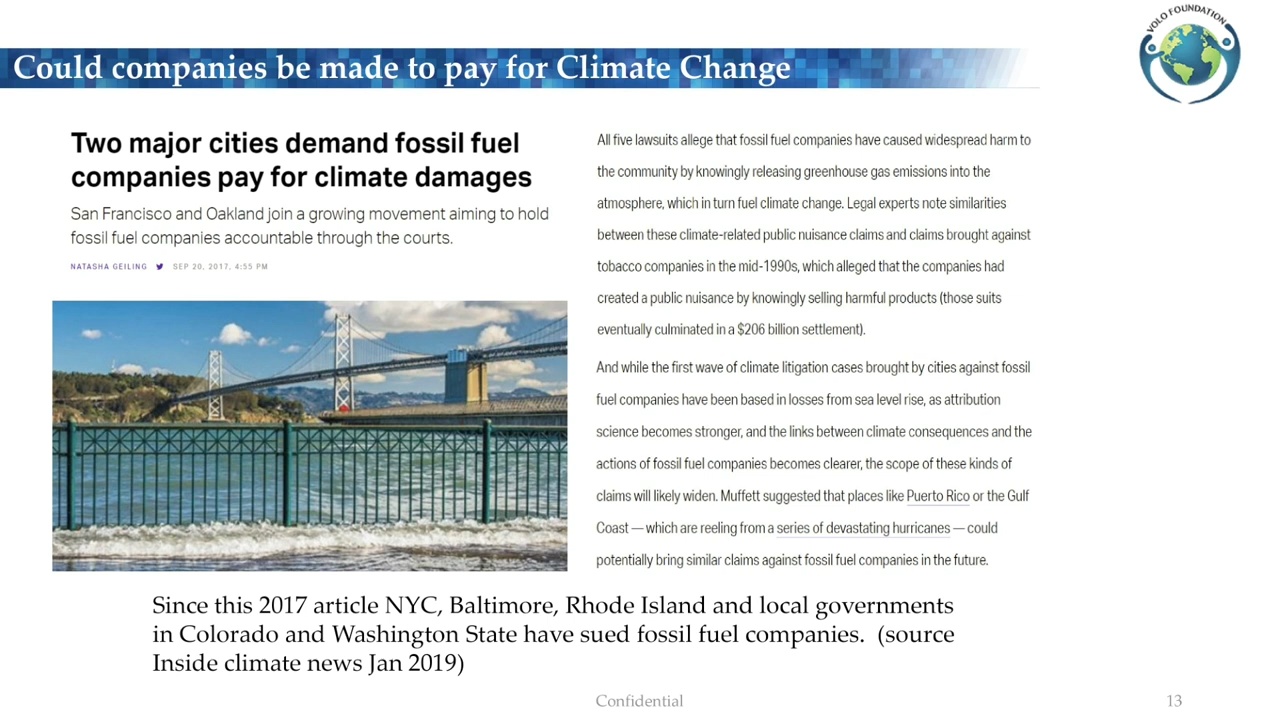 VOLO FOUNDATION
Could companies be made to pay for Climate Change
Two major cities demand fossil fuel
companies pay for climate damages
San Francisco and Oakland join a growing movement aiming to hold
fossil fuel companies accountable through the courts.
NATASHA GEILING SEP 20, 2017, 4:55 PM
All five lawsuits allege that fossil fuel companies have caused widespread harm to
the community by knowingly releasing greenhouse gas emissions into the
atmosphere, which in turn fuel climate change. Legal experts note similarities
between these climate-related public nuisance claims and claims brought against
tobacco companies in the mid-1990s, which alleged that the companies had
created a public nuisance by knowingly selling harmful products (those suits
eventually culminated in a $206 billion settlement).
And while the first wave of climate litigation cases brought by cities against fossil
fuel companies have been based in losses from sea level rise, as attribution
science becomes stronger, and the links between climate consequences and the
actions of fossil fuel companies becomes clearer, the scope of these kinds of
claims will likely widen. Muffett suggested that places like Puerto Rico or the Gulf
Coast — which are reeling from a series of devastating hurricanes — could
potentially bring similar claims against fossil fuel companies in the future.
Since this 2017 article NYC, Baltimore, Rhode Island and local governments
in Colorado and Washington State have sued fossil fuel companies. (source
Inside climate news Jan 2019)
Confidential
13